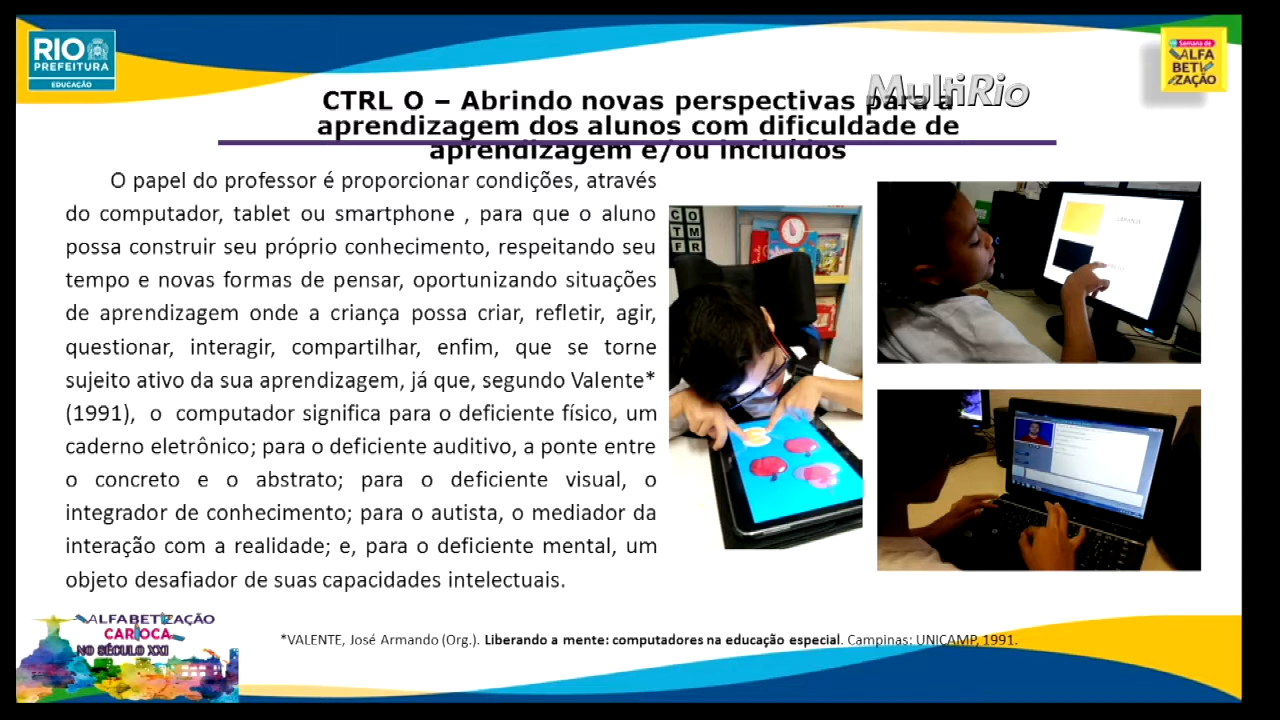 RIO
PREFEITURA
EDUCAÇÃO
Semana de
ALFA
BETI
ZAÇÃO
MultiRio
CTRL O – Abrindo novas perspectivas para a
aprendizagem dos alunos com dificuldade de
aprendizagem e/ou incluídos
O papel do professor é proporcionar condições, através
do computador, tablet ou smartphone , para que o aluno
possa construir seu próprio conhecimento, respeitando seu
tempo e novas formas de pensar, oportunizando situações
de aprendizagem onde a criança possa criar, refletir, agir,
questionar, interagir, compartilhar, enfim, que se torne
sujeito ativo da sua aprendizagem, já que, segundo Valente*
(1991), o computador significa para o deficiente físico, um
caderno eletrônico; para o deficiente auditivo, a ponte entre
o concreto e o abstrato; para o deficiente visual, o
integrador de conhecimento; para o autista, o mediador da
interação com a realidade; e, para o deficiente mental, um
objeto desafiador de suas capacidades intelectuais.
C O
T M
F R
ALFABETIZAÇÃO
CARIOCA
NO SÉCULO XXI
*VALENTE, José Armando (Org.). Liberando a mente: computadores na educação especial. Campinas: UNICAMP, 1991.